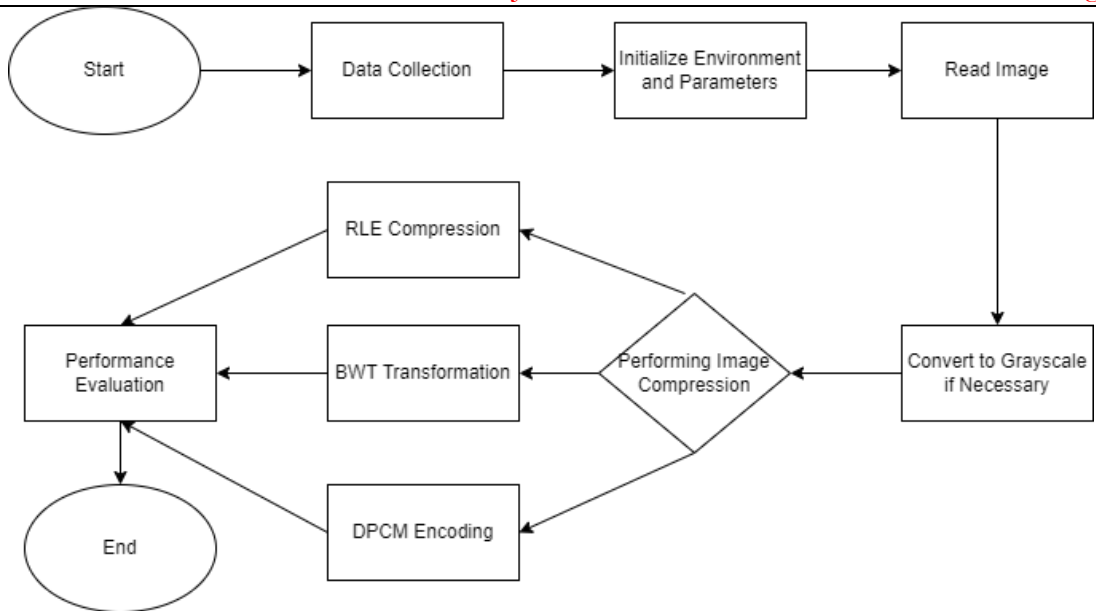 Start
Data Collection
Initialize Environment
and Parameters
Read Image
RLE Compression
Performance
Evaluation
BWT Transformation
Performing Image
Compression
Convert to Grayscale
if Necessary
DPCM Encoding
End